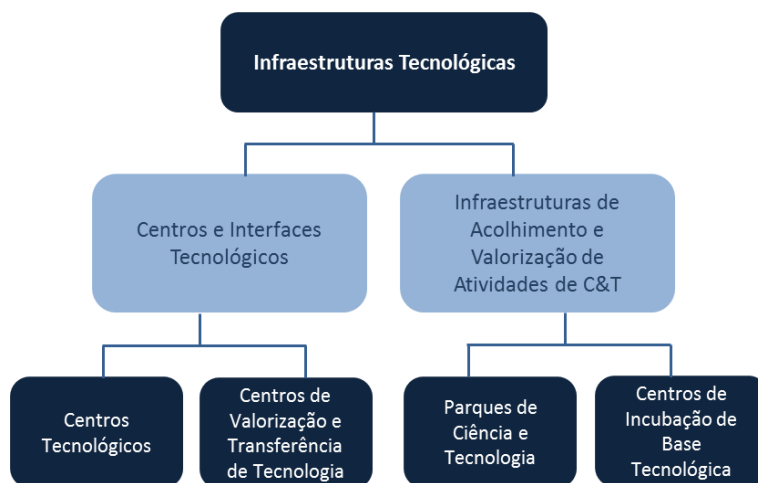 Infraestruturas Tecnológicas
Centros e Interfaces
Tecnológicos
Infraestruturas de
Acolhimento e
Valorização de
Atividades de C&T
Centros
Tecnológicos
Centros de
Valorização e
Transferência
de Tecnologia
Parques de
Ciência e
Tecnologia
Centros de
Incubação de
Base
Tecnológica